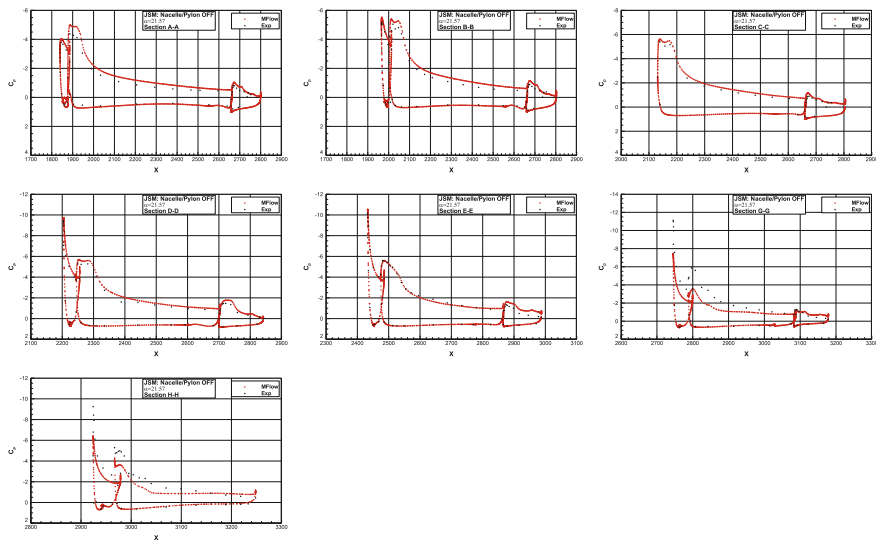 JSM: Nacelle/Pylon OFF
α=21.57
Section A-A
MFlow
Exp
-6
-4
-2
0
2
4
Cp
1700 1800 1900 2000 2100 2200 2300 2400 2500 2600 2700 2800 2900
X
JSM: Nacelle/Pylon OFF
α=21.57
Section B-B
MFlow
Exp
-6
-4
-2
0
2
4
Cp
1800 1900 2000 2100 2200 2300 2400 2500 2600 2700 2800 2900
X
JSM: Nacelle/Pylon OFF
α=21.57
Section C-C
MFlow
Exp
-8
-6
-4
-2
0
2
4
Cp
2000 2100 2200 2300 2400 2500 2600 2700 2800 2900
X
JSM: Nacelle/Pylon OFF
α=21.57
Section D-D
MFlow
Exp
-12
-10
-8
-6
-4
-2
0
2
Cp
2100 2200 2300 2400 2500 2600 2700 2800 2900
X
JSM: Nacelle/Pylon OFF
α=21.57
Section E-E
MFlow
Exp
-12
-10
-8
-6
-4
-2
0
2
Cp
2300 2400 2500 2600 2700 2800 2900 3000 3100
X
JSM: Nacelle/Pylon OFF
α=21.57
Section G-G
MFlow
Exp
-14
-12
-10
-8
-6
-4
-2
0
2
Cp
2600 2700 2800 2900 3000 3100 3200 3300
X
JSM: Nacelle/Pylon OFF
α=21.57
Section H-H
MFlow
Exp
-12
-10
-8
-6
-4
-2
0
2
Cp
2800 2900 3000 3100 3200 3300
X